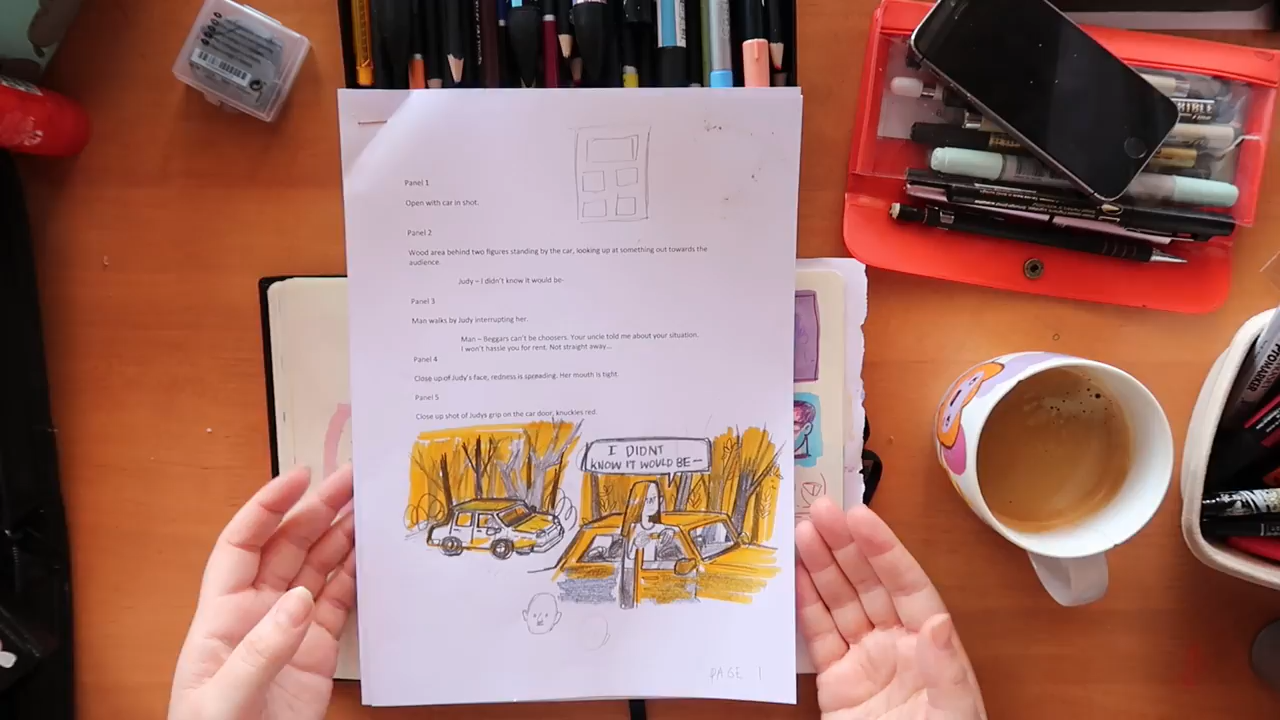 Panel 1
Open with car in shot.
Panel 2
Wood area behind two figures standing by the car, looking up at something out towards the
audience
Judy – I didn't know it would be-
Panel 3
Man walks by Judy interrupting her.
Man – Beggars can't be choosers. Your uncle told me about your situation.
I won't hassle you for rent. Not straight away...
Panel 4
Close up of Judy's face, redness is spreading. Her mouth is tight.
Panel 5
Close up shot of Judys grip on the car door, knuckles red.
I DIDNT
KNOW IT WOULD BE—
PAGE 1